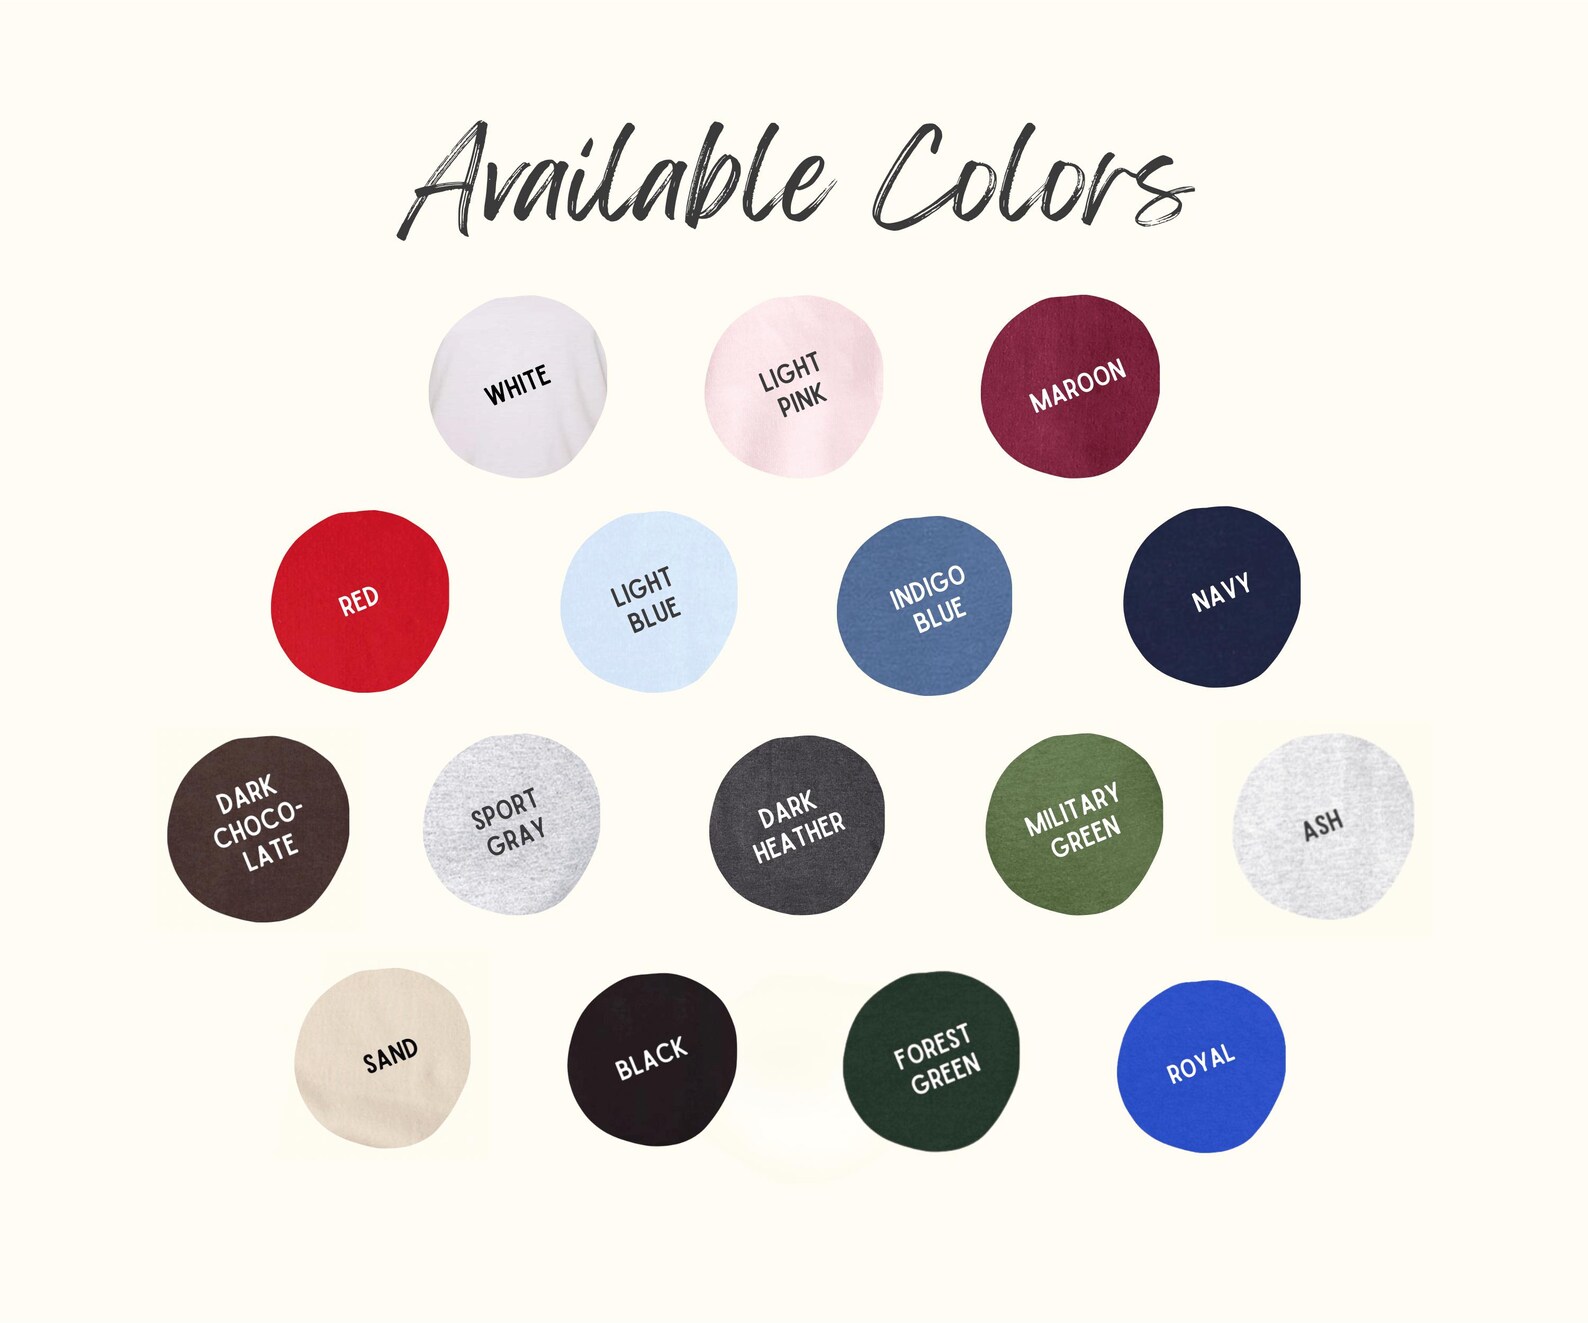 Available Colors
WHITE
LIGHT
PINK
MAROON
RED
LIGHT
BLUE
INDIGO
BLUE
NAVY
DARK
CHOCO-
LATE
SPORT
GRAY
DARK
HEATHER
MILITARY
GREEN
ASH
SAND
BLACK
FOREST
GREEN
ROYAL